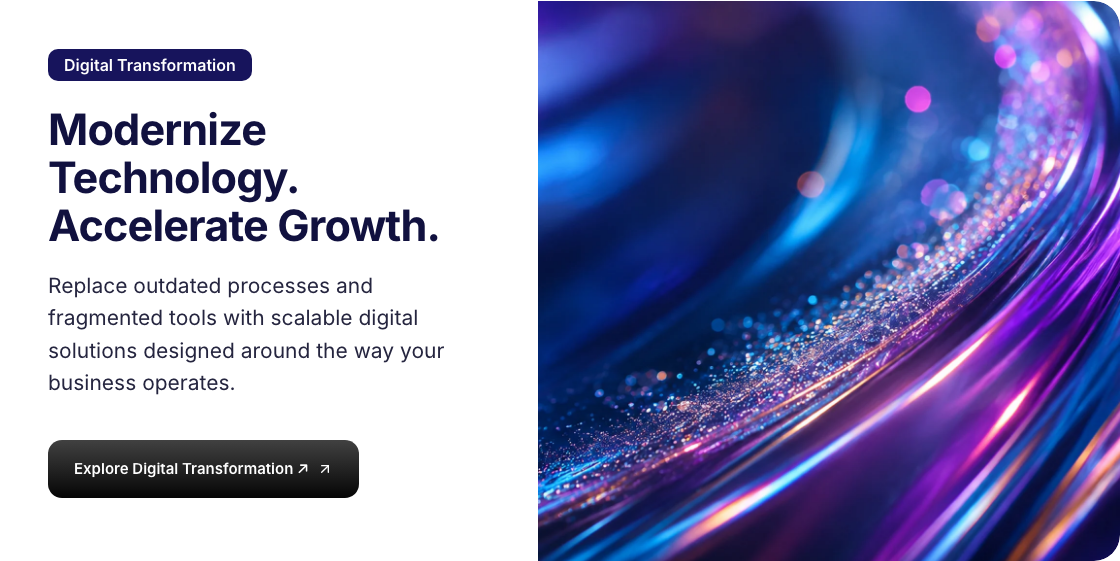 Digital Transformation
Modernize
Technology.
Accelerate Growth.
Replace outdated processes and
fragmented tools with scalable digital
solutions designed around the way your
business operates.
Explore Digital Transformation ↗ ↗